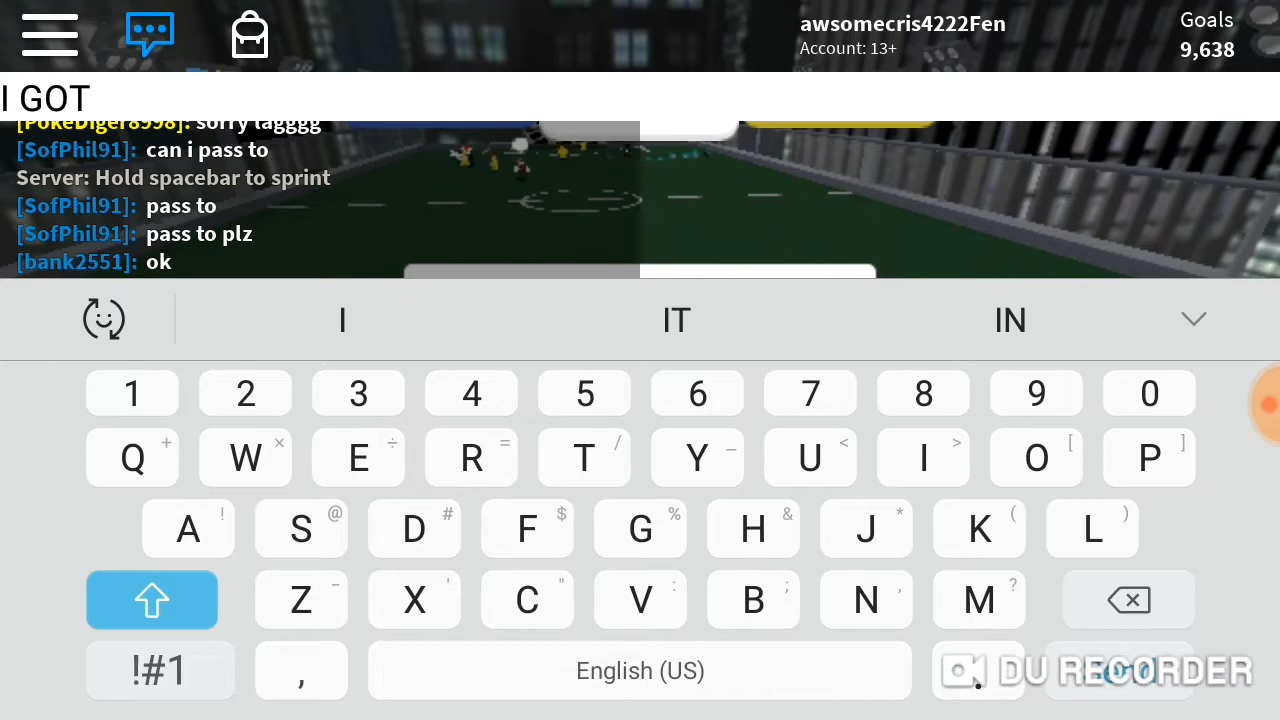 awsomecris4222Fen
Account: 13+
Goals
9,638
I GOT
[PokeDiger8998]: sorry lagggg
[SofPhil91]: can i pass to
Server: Hold spacebar to sprint
[SofPhil91]: pass to
[SofPhil91]: pass to plz
[bank2551]: ok
I IT IN
1 2 3 4 5 6 7 8 9 0
Q + W × E ÷ R = T / Y _ U < I > O [ P ]
A ! S @ D # F $ G % H & J * K ( L )
Z - X ' C " V : B ; N , M ?
!#1 , English (US) . Send
DU RECORDER